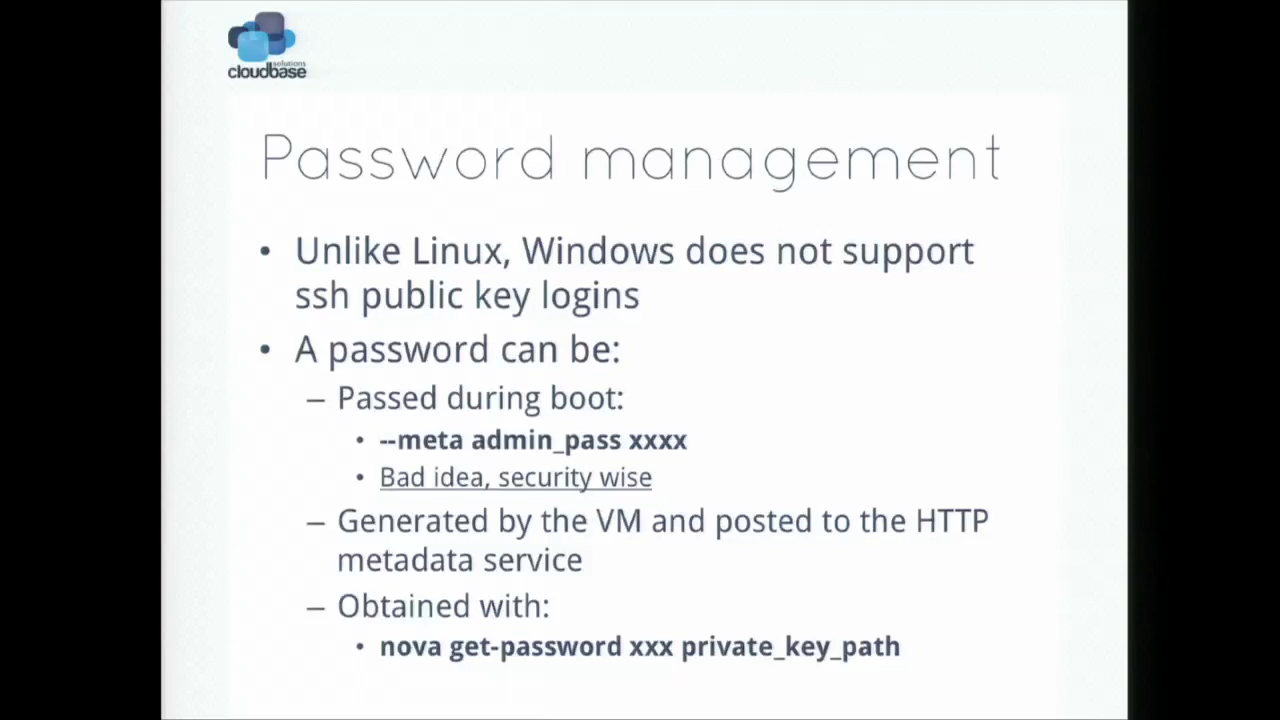 solutions
cloudbase
Password management
• Unlike Linux, Windows does not support
ssh public key logins
• A password can be:
– Passed during boot:
• --meta admin_pass xxxx
• Bad idea, security wise
– Generated by the VM and posted to the HTTP
metadata service
– Obtained with:
• nova get-password xxx private_key_path